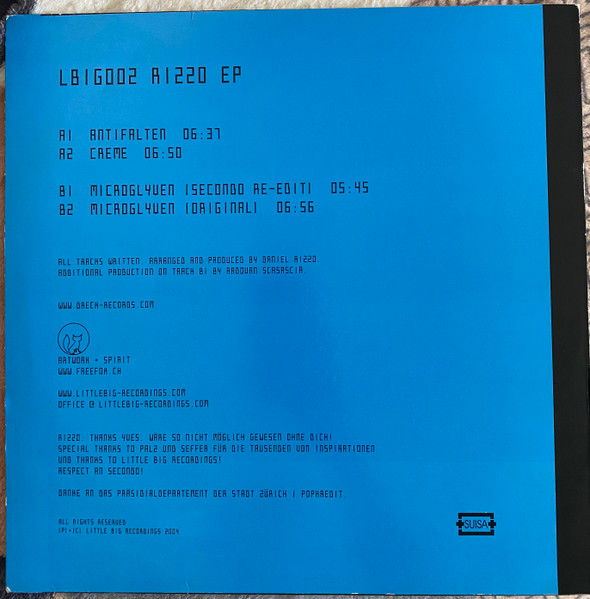 LBIG002 RIZZO EP
A1 ANTIFALTEN 06:37
A2 CREME 06:50
B1 MICROGL4VEN [SECONDO RE-EDIT] 05:45
B2 MICROGL4VEN [ORIGINAL] 06:56
ALL TRACKS WRITTEN, ARRANGED AND PRODUCED BY DANIEL RIZZO.
ADDITIONAL PRODUCTION ON TRACK B1 BY RADOVAN SCASASCIA.
WWW.DRECK-RECORDS.COM
ARTWORK + SPIRIT
WWW.FREEFOX.CH
WWW.LITTLEBIG-RECORDINGS.COM
OFFICE @ LITTLEBIG-RECORDINGS.COM
RIZZO: THANKS YVES. WÄRE SO NICHT MÖGLICH GEWESEN OHNE DICH!
SPECIAL THANKS TO PALZ UND SEFFER FÜR DIE TAUSENDEN VON INSPIRATIONEN
UND THANKS TO LITTLE BIG RECORDINGS!
RESPECT AN SECONDO!
DANKE AN DAS PRÄSIDIALDEPARTEMENT DER STADT ZÜRICH / POPKREDIT.
ALL RIGHTS RESERVED
[P]+[C] LITTLE BIG RECORDINGS 2004
SUISA